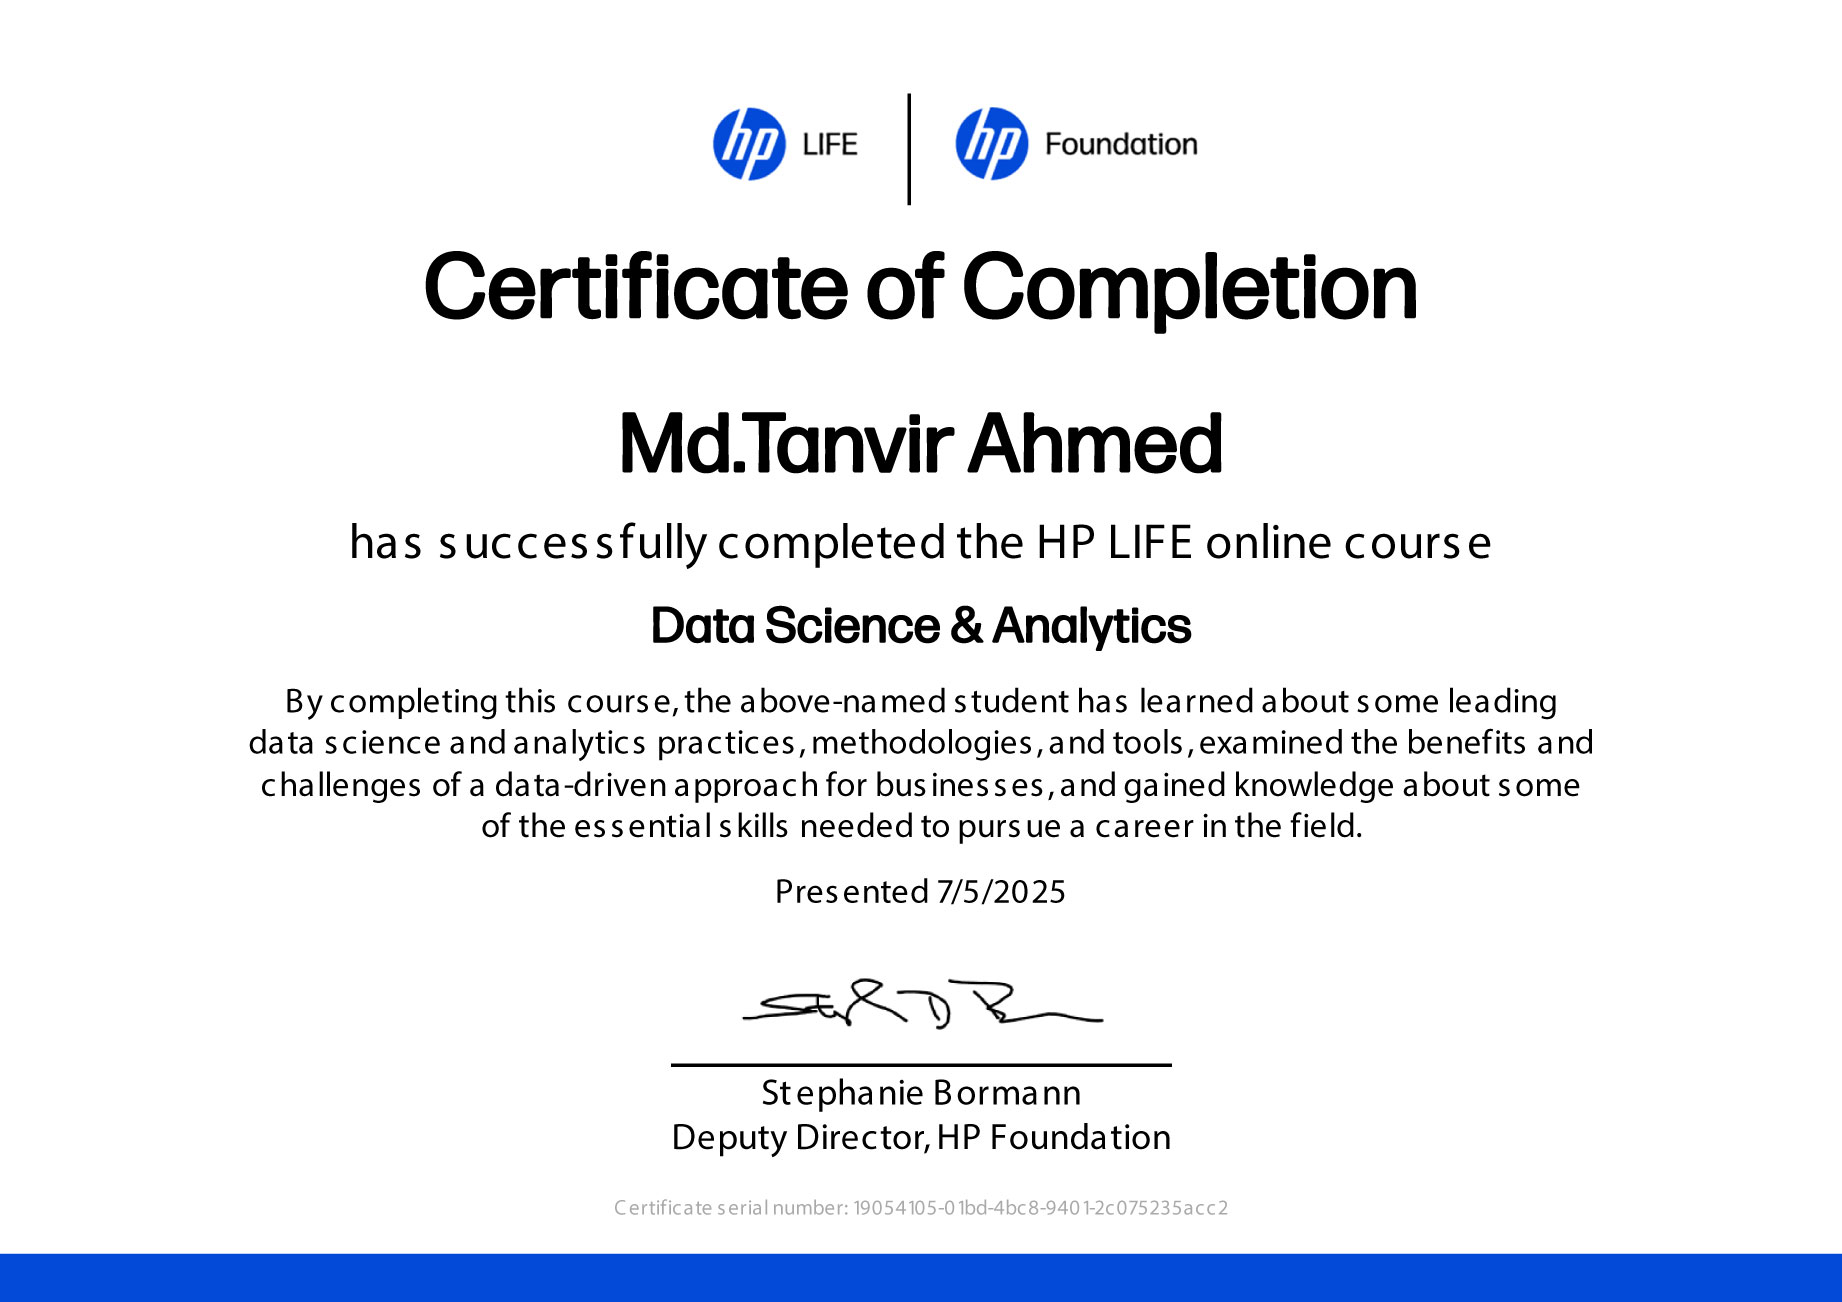 hp LIFE | hp Foundation
Certificate of Completion
Md.Tanvir Ahmed
has successfully completed the HP LIFE online course
Data Science & Analytics
By completing this course, the above-named student has learned about some leading
data science and analytics practices, methodologies, and tools, examined the benefits and
challenges of a data-driven approach for businesses, and gained knowledge about some
of the essential skills needed to pursue a career in the field.
Presented 7/5/2025
Stephanie Bormann
Deputy Director, HP Foundation
Certificate serial number: 19054105-01bd-4bc8-9401-2c075235acc2